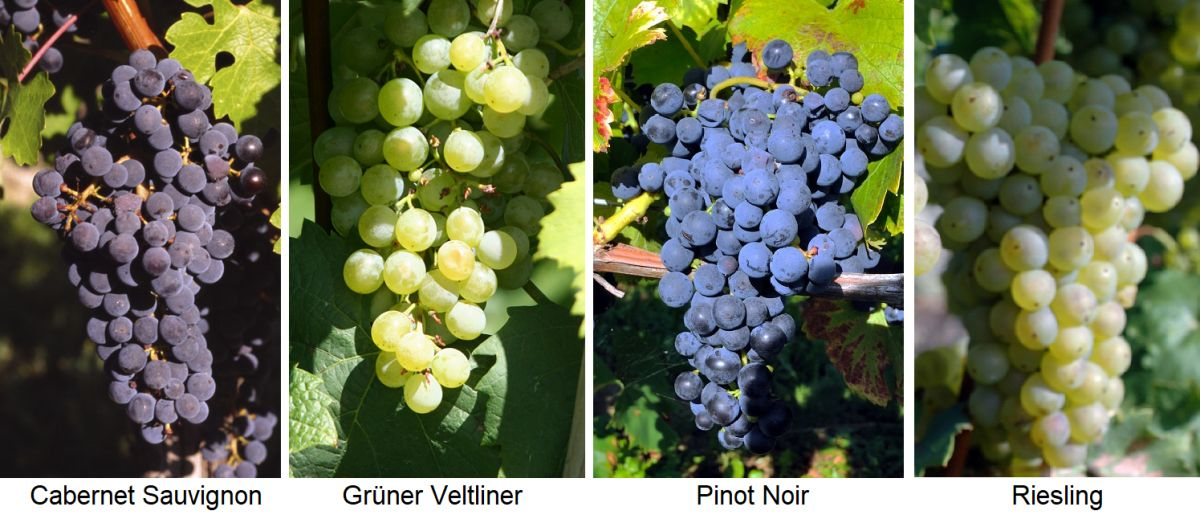 Cabernet Sauvignon
Grüner Veltliner
Pinot Noir
Riesling